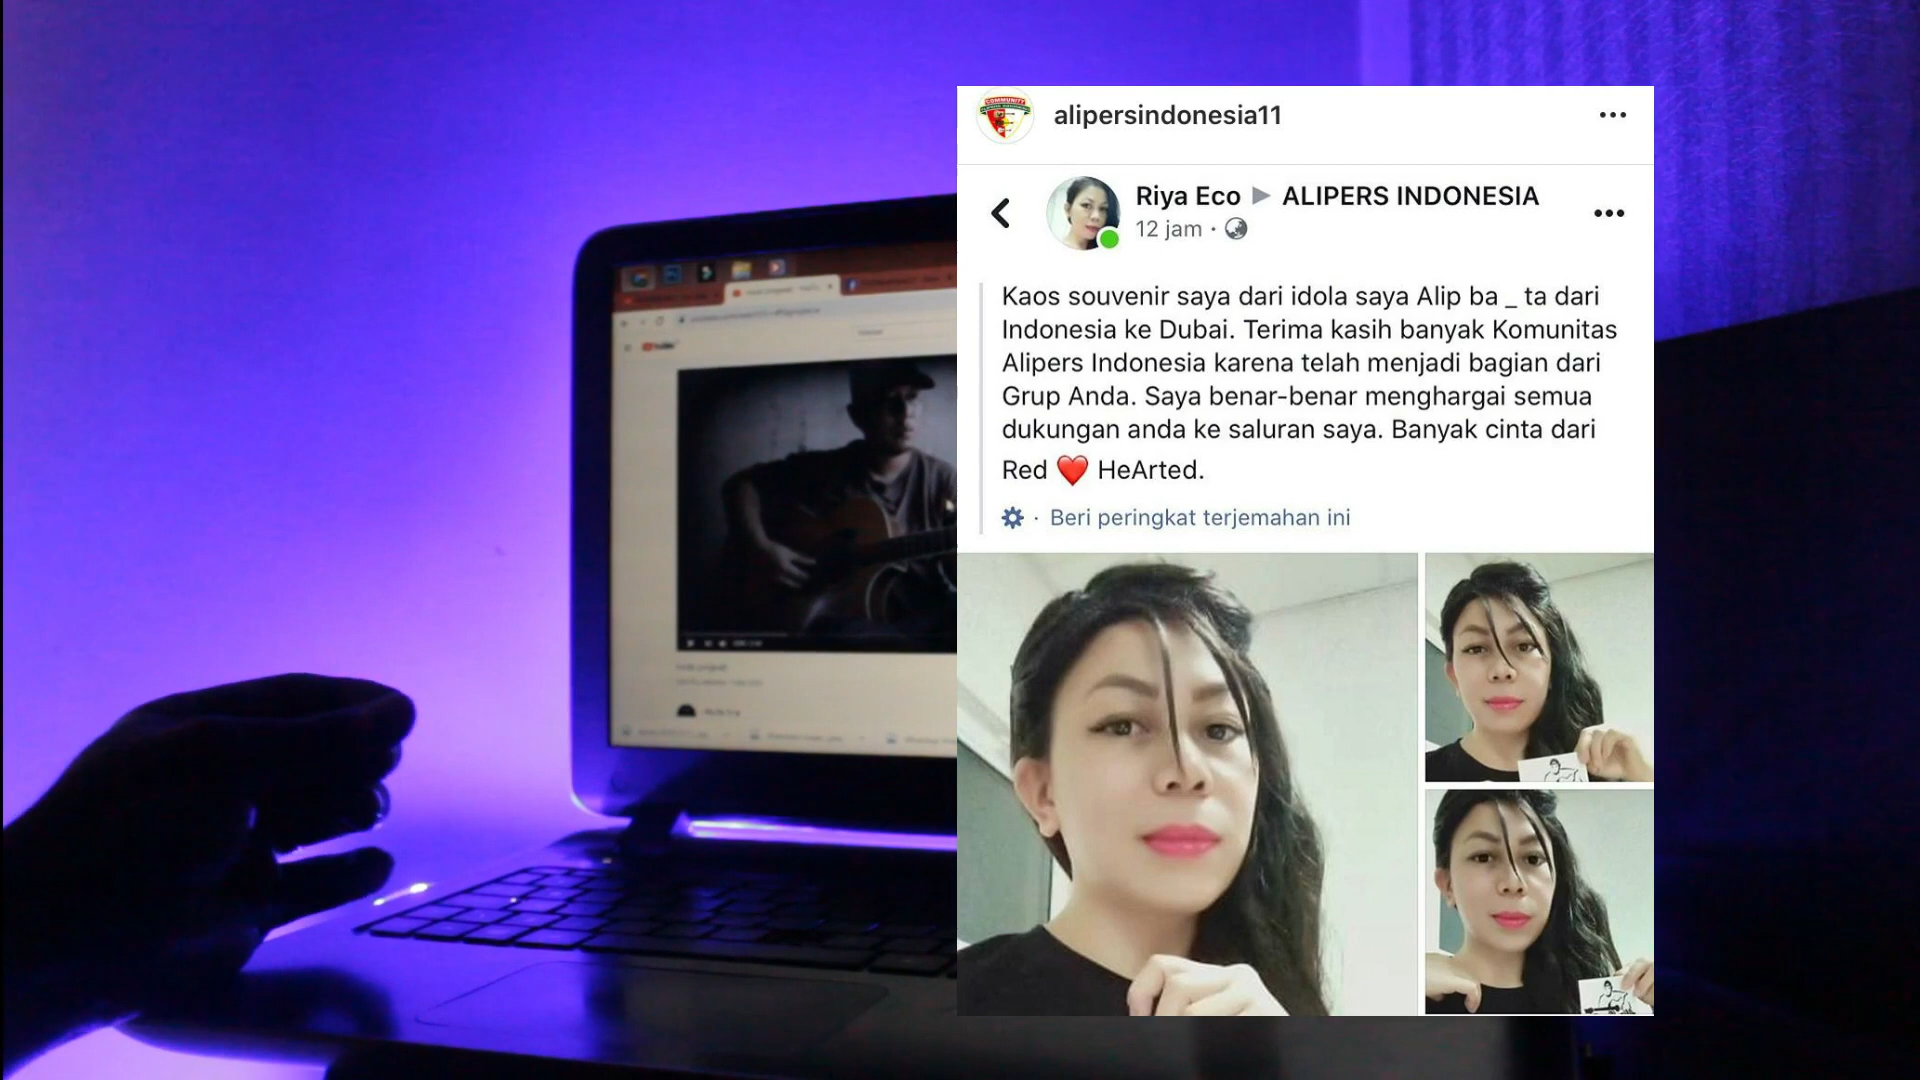 COMMUNITY
alipersindonesia11
Riya Eco ▶ ALIPERS INDONESIA
12 jam ·
Kaos souvenir saya dari idola saya Alip ba _ ta dari
Indonesia ke Dubai. Terima kasih banyak Komunitas
Alipers Indonesia karena telah menjadi bagian dari
Grup Anda. Saya benar-benar menghargai semua
dukungan anda ke saluran saya. Banyak cinta dari
Red ❤️ HeArted.
· Beri peringkat terjemahan ini